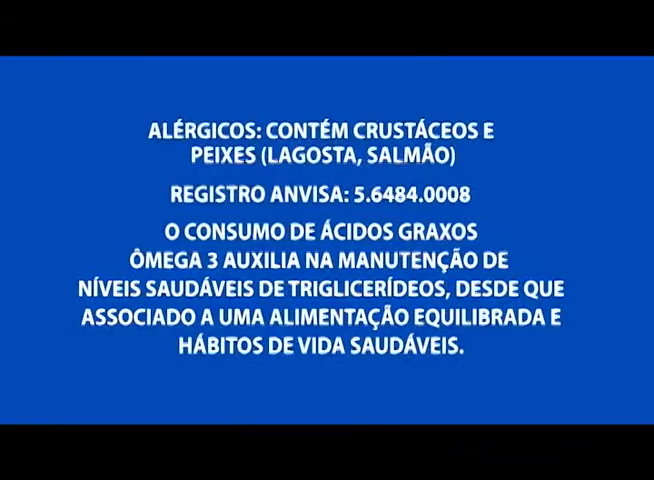 ALÉRGICOS: CONTÉM CRUSTÁCEOS E
PEIXES (LAGOSTA, SALMÃO)
REGISTRO ANVISA: 5.6484.0008
O CONSUMO DE ÁCIDOS GRAXOS
ÔMEGA 3 AUXILIA NA MANUTENÇÃO DE
NÍVEIS SAUDÁVEIS DE TRIGLICERÍDEOS, DESDE QUE
ASSOCIADO A UMA ALIMENTAÇÃO EQUILIBRADA E
HÁBITOS DE VIDA SAUDÁVEIS.